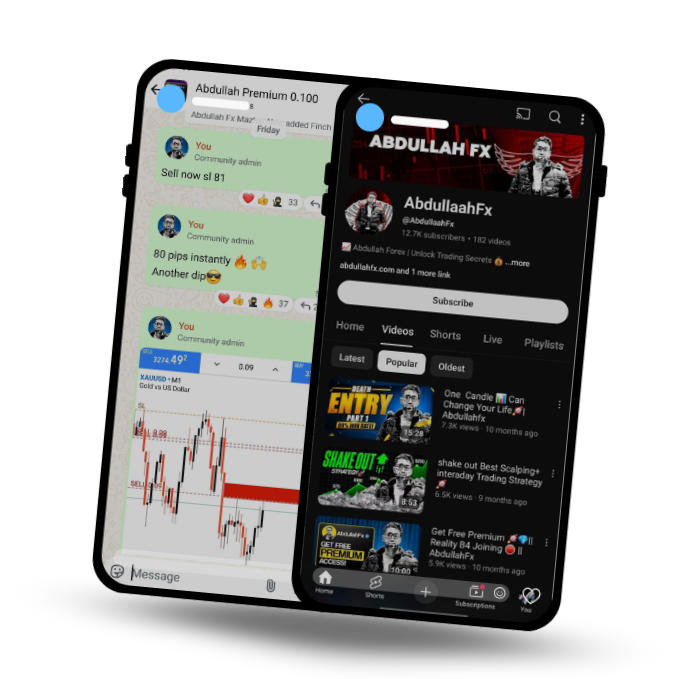 Abdullah Premium 0.100
s
Abdullah Fx
added Finch
Friday
You
Community admin
Sell now sl 81
33
You
Community admin
80 pips instantly 🔥 🙌
Another dip😎
37
2
You
Community admin
SELL
3274.49²
0.09
BUY
XAUUSD • M1
Gold vs US Dollar
SL
SELL 0.09
SELL 0.09
Message
ABDULLAH FX
AbdullaahFx
@AbdullaahFx
12.7K subscribers • 182 videos
📈 Abdullah Forex | Unlock Trading Secrets 💰 ...more
abdullahfx.com and 1 more link
Subscribe
Home Videos Shorts Live Playlists
Latest Popular Oldest
DEATH
ENTRY
PART 1
15:28
One Candle 📊 Can
Change Your Life🚀|
Abdullahfx
7.3K views · 10 months ago
SHAKE OUT
STRATEGY
8:53
shake out Best Scalping+
interaday Trading Strategy
🚀
6.5K views · 9 months ago
AbdullahFx
GET FREE
PREMIUM
ACCESS!
10:00
Get Free Premium 🚀💎||
Reality B4 Joining 🍅||
AbdullahFx
5.9K views · 10 months ago
Home Shorts Subscriptions You